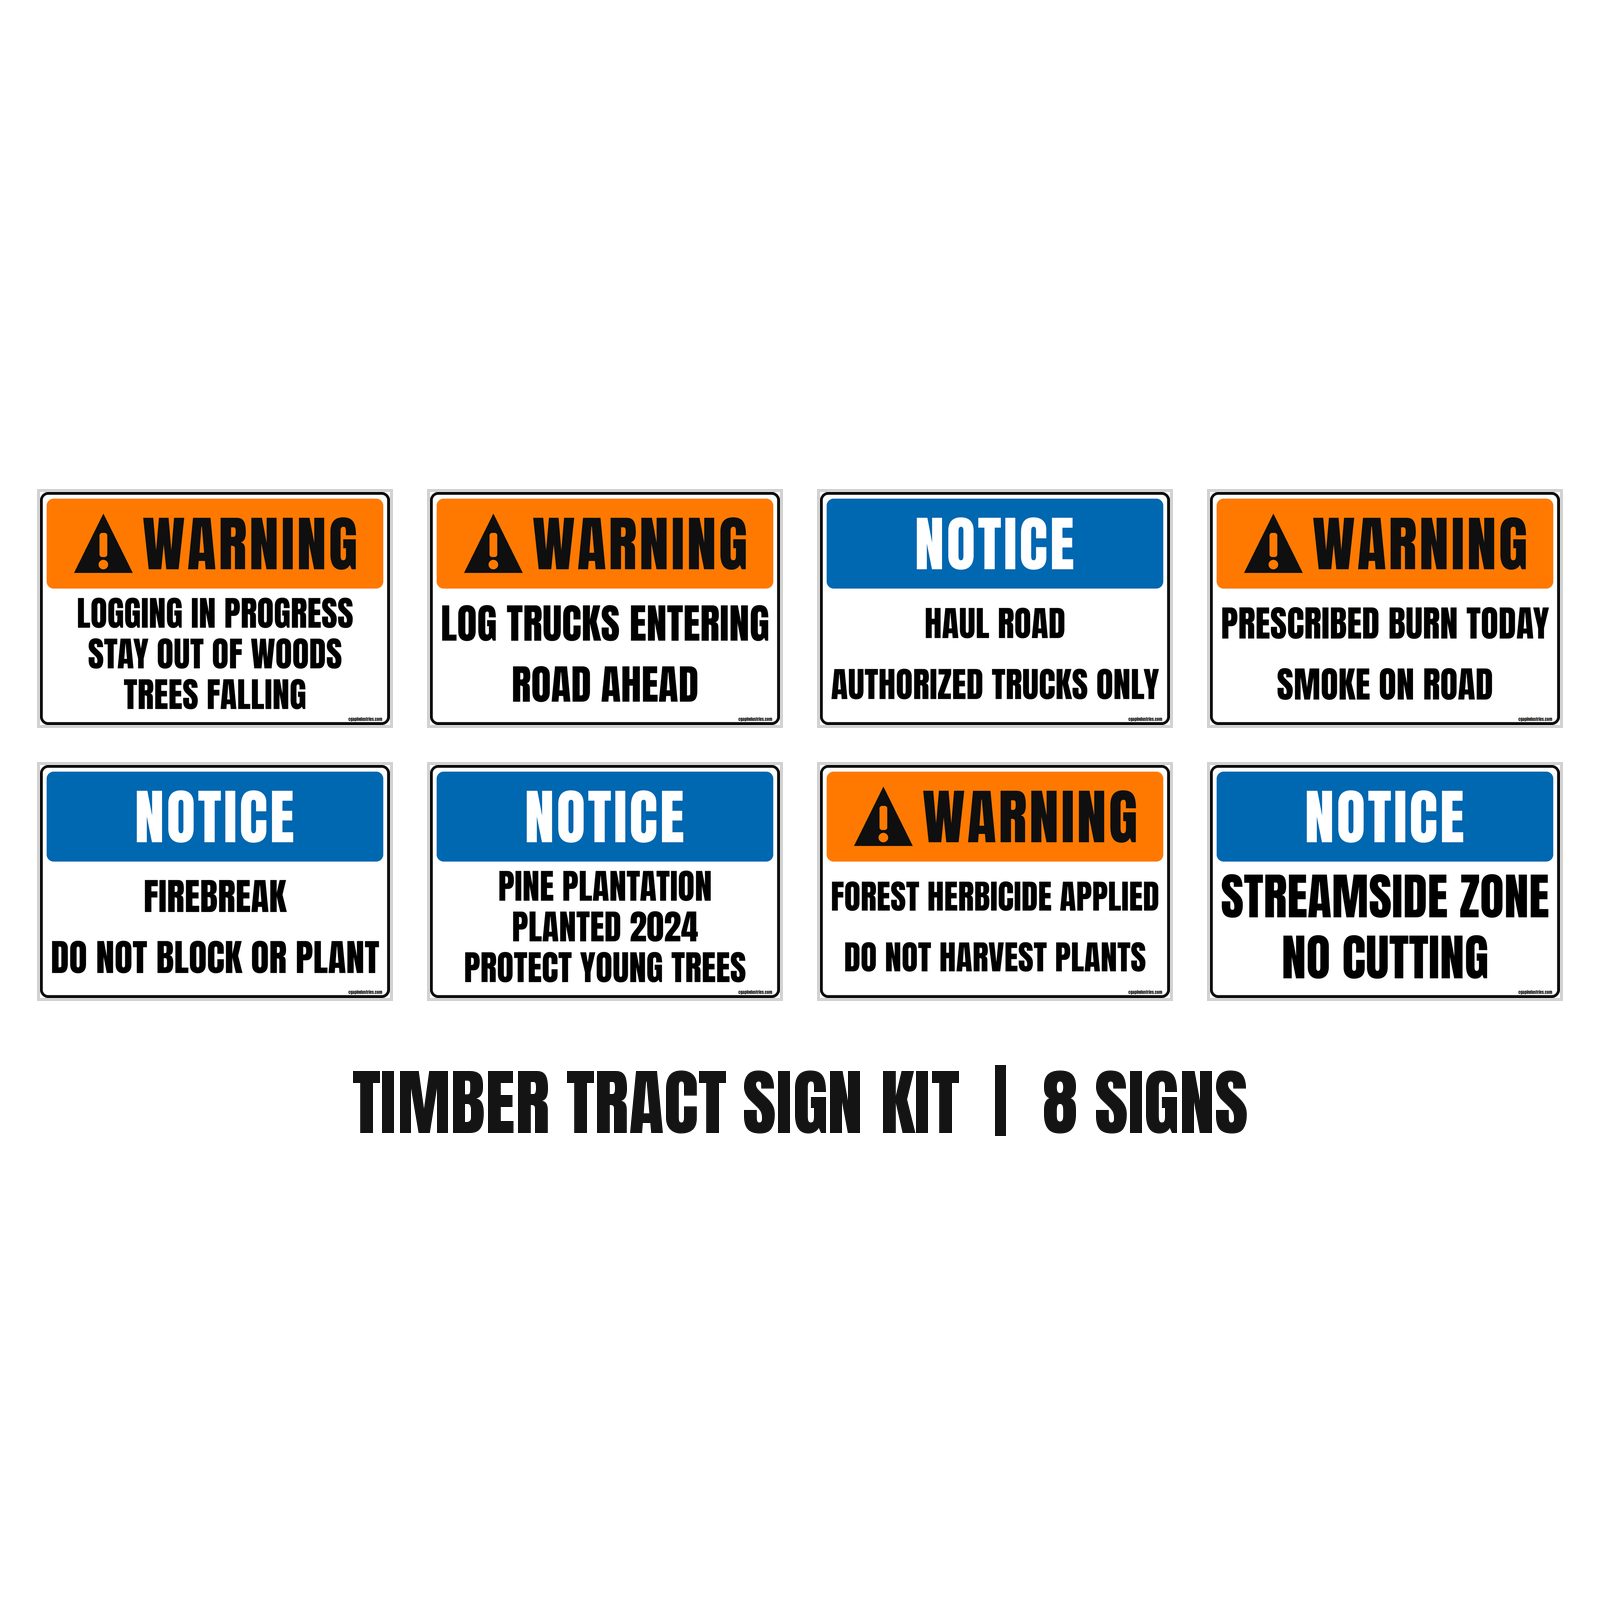 WARNING
LOGGING IN PROGRESS
STAY OUT OF WOODS
TREES FALLING
WARNING
LOG TRUCKS ENTERING
ROAD AHEAD
NOTICE
HAUL ROAD
AUTHORIZED TRUCKS ONLY
WARNING
PRESCRIBED BURN TODAY
SMOKE ON ROAD
NOTICE
FIREBREAK
DO NOT BLOCK OR PLANT
NOTICE
PINE PLANTATION
PLANTED 2024
PROTECT YOUNG TREES
WARNING
FOREST HERBICIDE APPLIED
DO NOT HARVEST PLANTS
NOTICE
STREAMSIDE ZONE
NO CUTTING
TIMBER TRACT SIGN KIT | 8 SIGNS